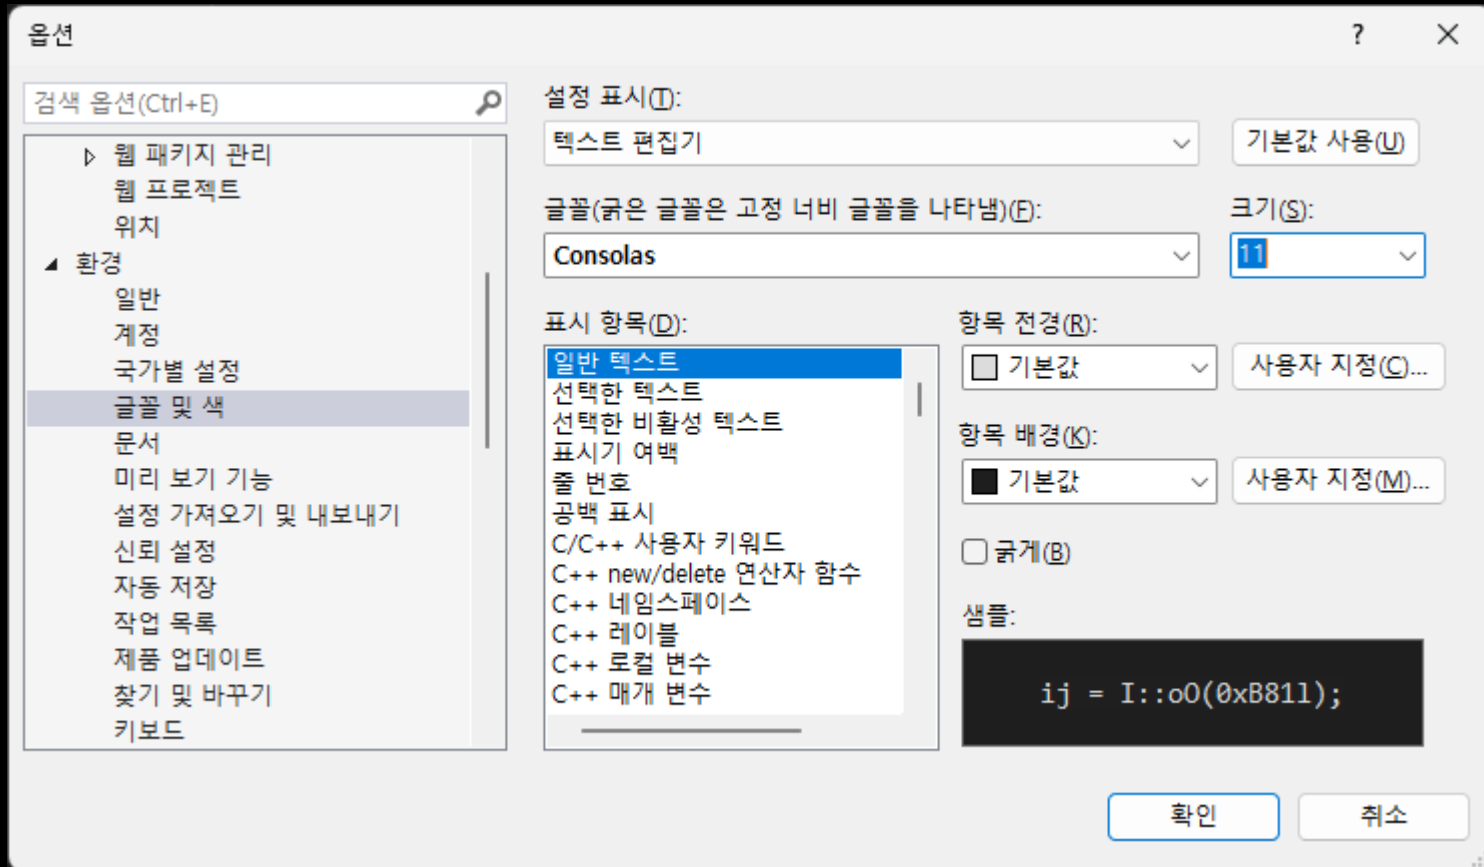 옵션
?
검색 옵션(Ctrl+E)
웹 패키지 관리
웹 프로젝트
위치
환경
일반
계정
국가별 설정
글꼴 및 색
문서
미리 보기 기능
설정 가져오기 및 내보내기
신뢰 설정
자동 저장
작업 목록
제품 업데이트
찾기 및 바꾸기
키보드
설정 표시(T):
텍스트 편집기
기본값 사용(U)
글꼴(굵은 글꼴은 고정 너비 글꼴을 나타냄)(F):
크기(S):
Consolas
11
표시 항목(D):
일반 텍스트
선택한 텍스트
선택한 비활성 텍스트
표시기 여백
줄 번호
공백 표시
C/C++ 사용자 키워드
C++ new/delete 연산자 함수
C++ 네임스페이스
C++ 레이블
C++ 로컬 변수
C++ 매개 변수
항목 전경(R):
기본값
사용자 지정(C)...
항목 배경(K):
기본값
사용자 지정(M)...
굵게(B)
샘플:
ij = I::oO(0xB81l);
확인
취소